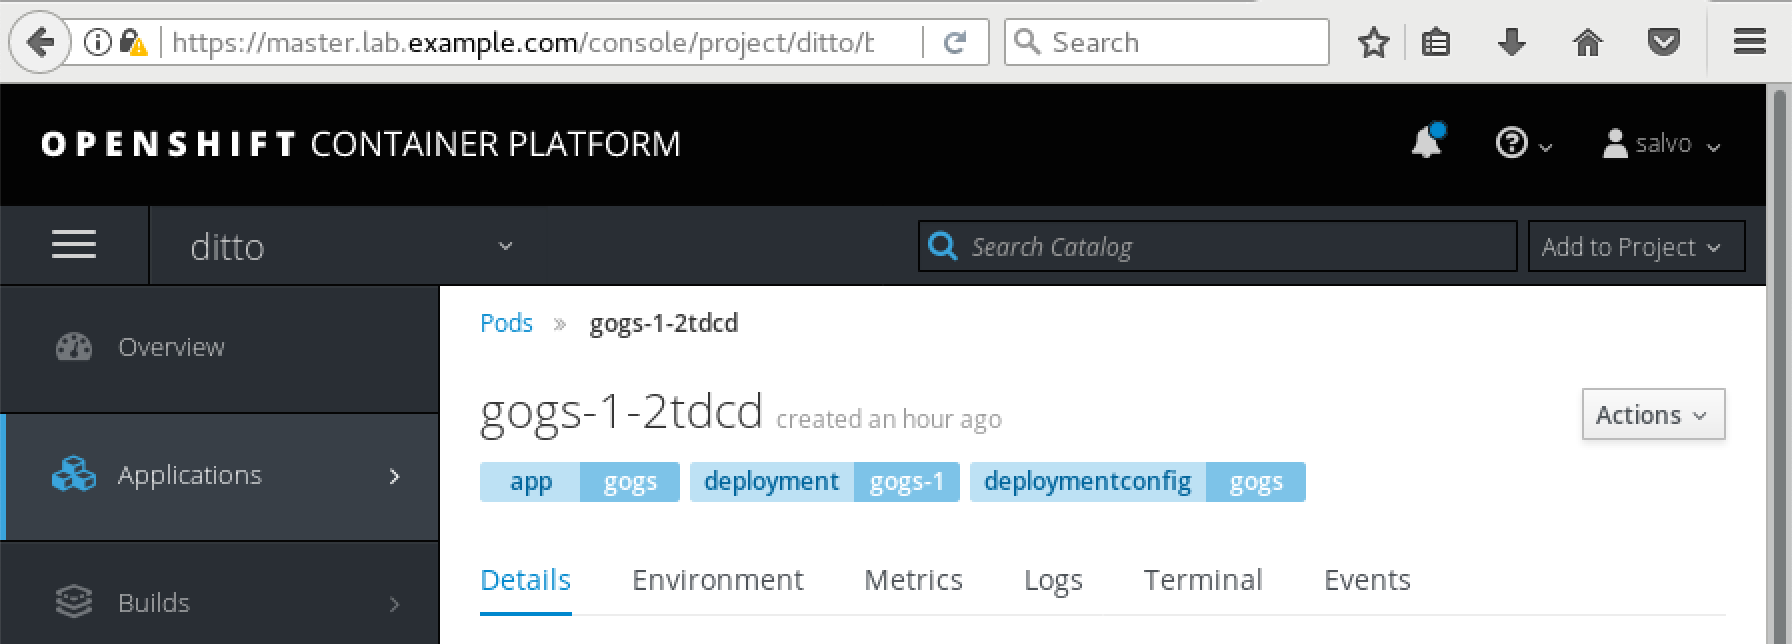 https://master.lab.example.com/console/project/ditto/b
Search
OPENSHIFT CONTAINER PLATFORM
salvo
ditto
Search Catalog
Add to Project
Overview
Applications
Builds
Pods » gogs-1-2tdcd
gogs-1-2tdcd created an hour ago
Actions
app gogs deployment gogs-1 deploymentconfig gogs
Details Environment Metrics Logs Terminal Events